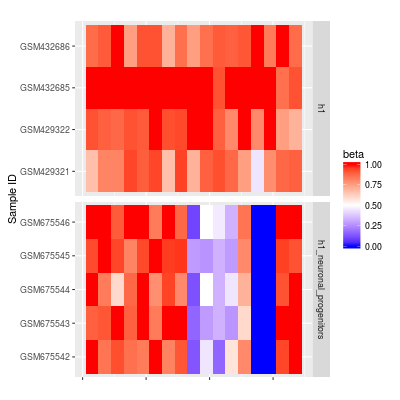 GSM432686
GSM432685
GSM429322
GSM429321
h1
Sample ID
GSM675546
GSM675545
GSM675544
GSM675543
GSM675542
h1_neuronal_progenitors
beta
1.00
0.75
0.50
0.25
0.00